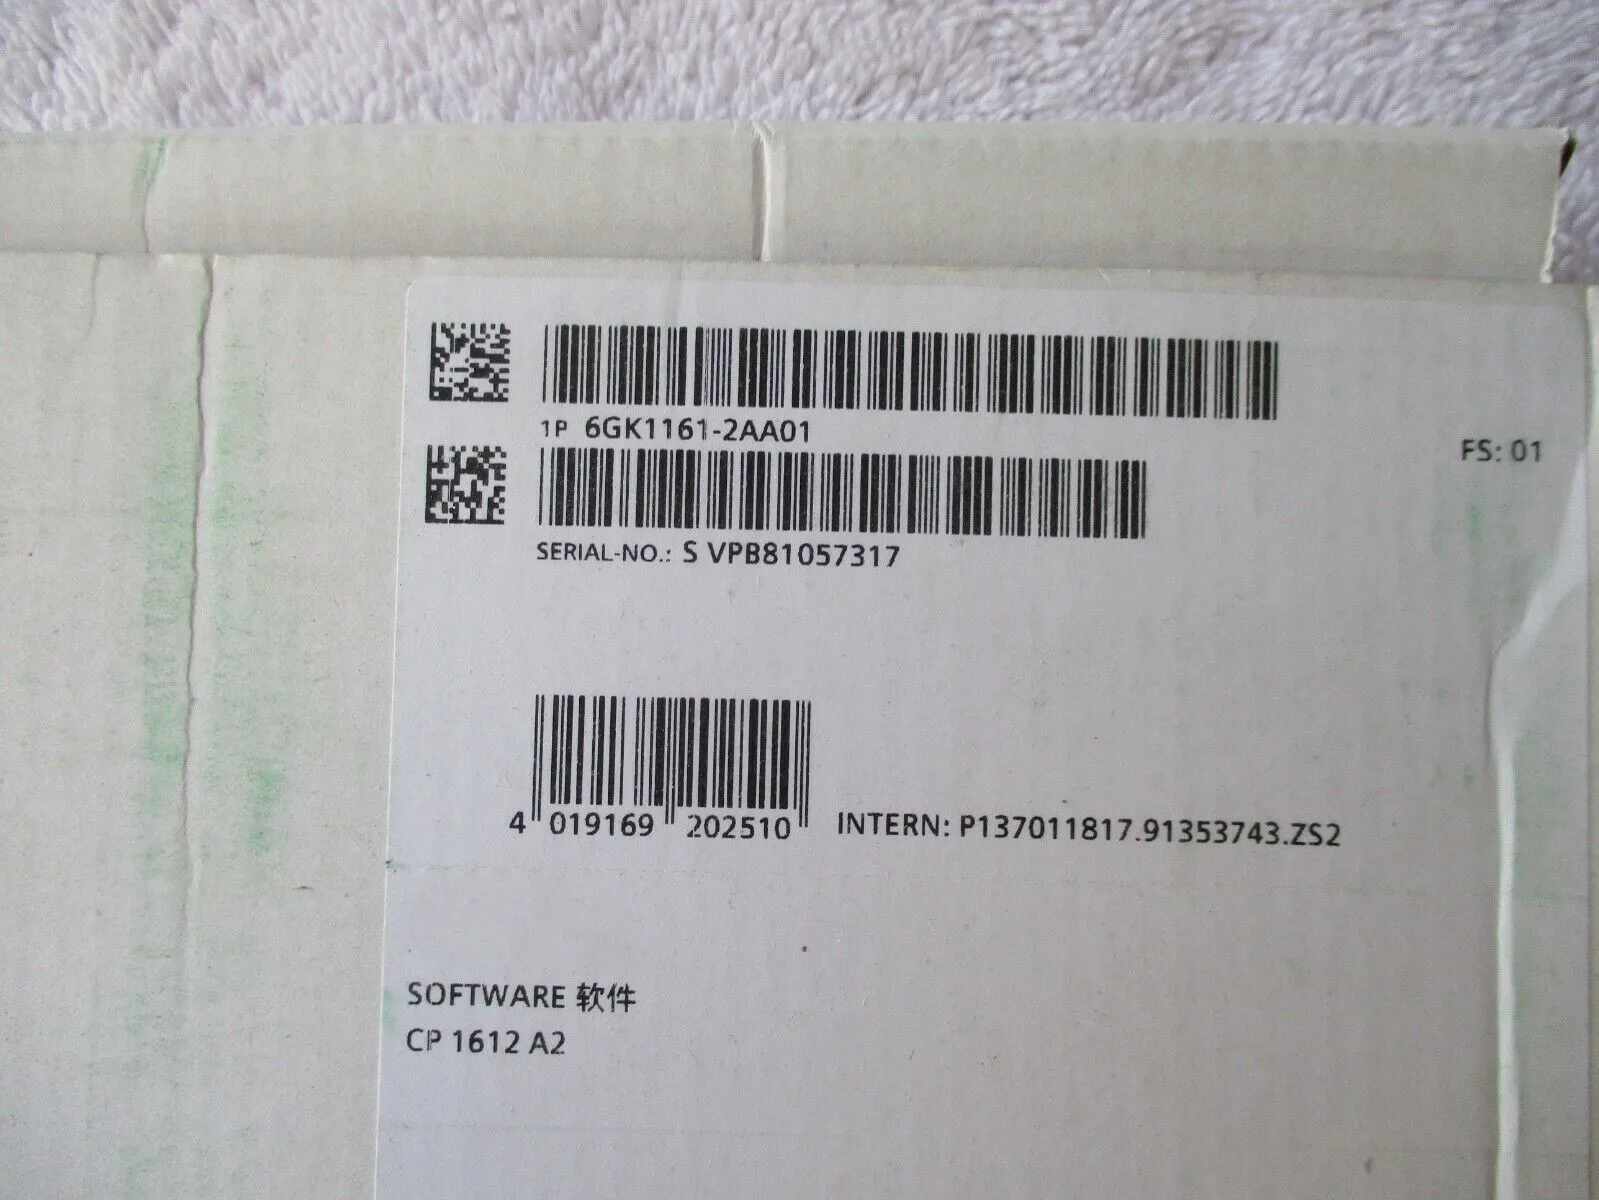 1P 6GK1161-2AA01
FS: 01
SERIAL-NO.: S VPB81057317
4 019169 202510
INTERN: P137011817.91353743.ZS2
SOFTWARE 软件
CP 1612 A2